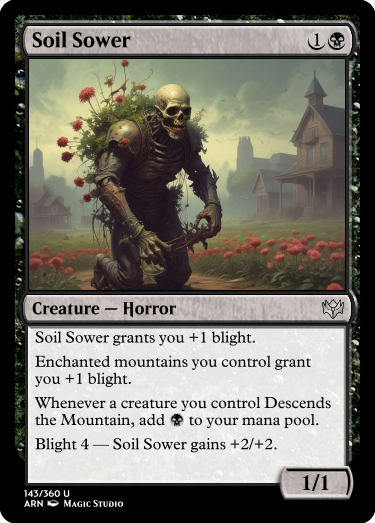 Soil Sower 1
Creature — Horror
Soil Sower grants you +1 blight.
Enchanted mountains you control grant
you +1 blight.
Whenever a creature you control Descends
the Mountain, add to your mana pool.
Blight 4 — Soil Sower gains +2/+2.
1/1
143/360 U
ARN Magic Studio